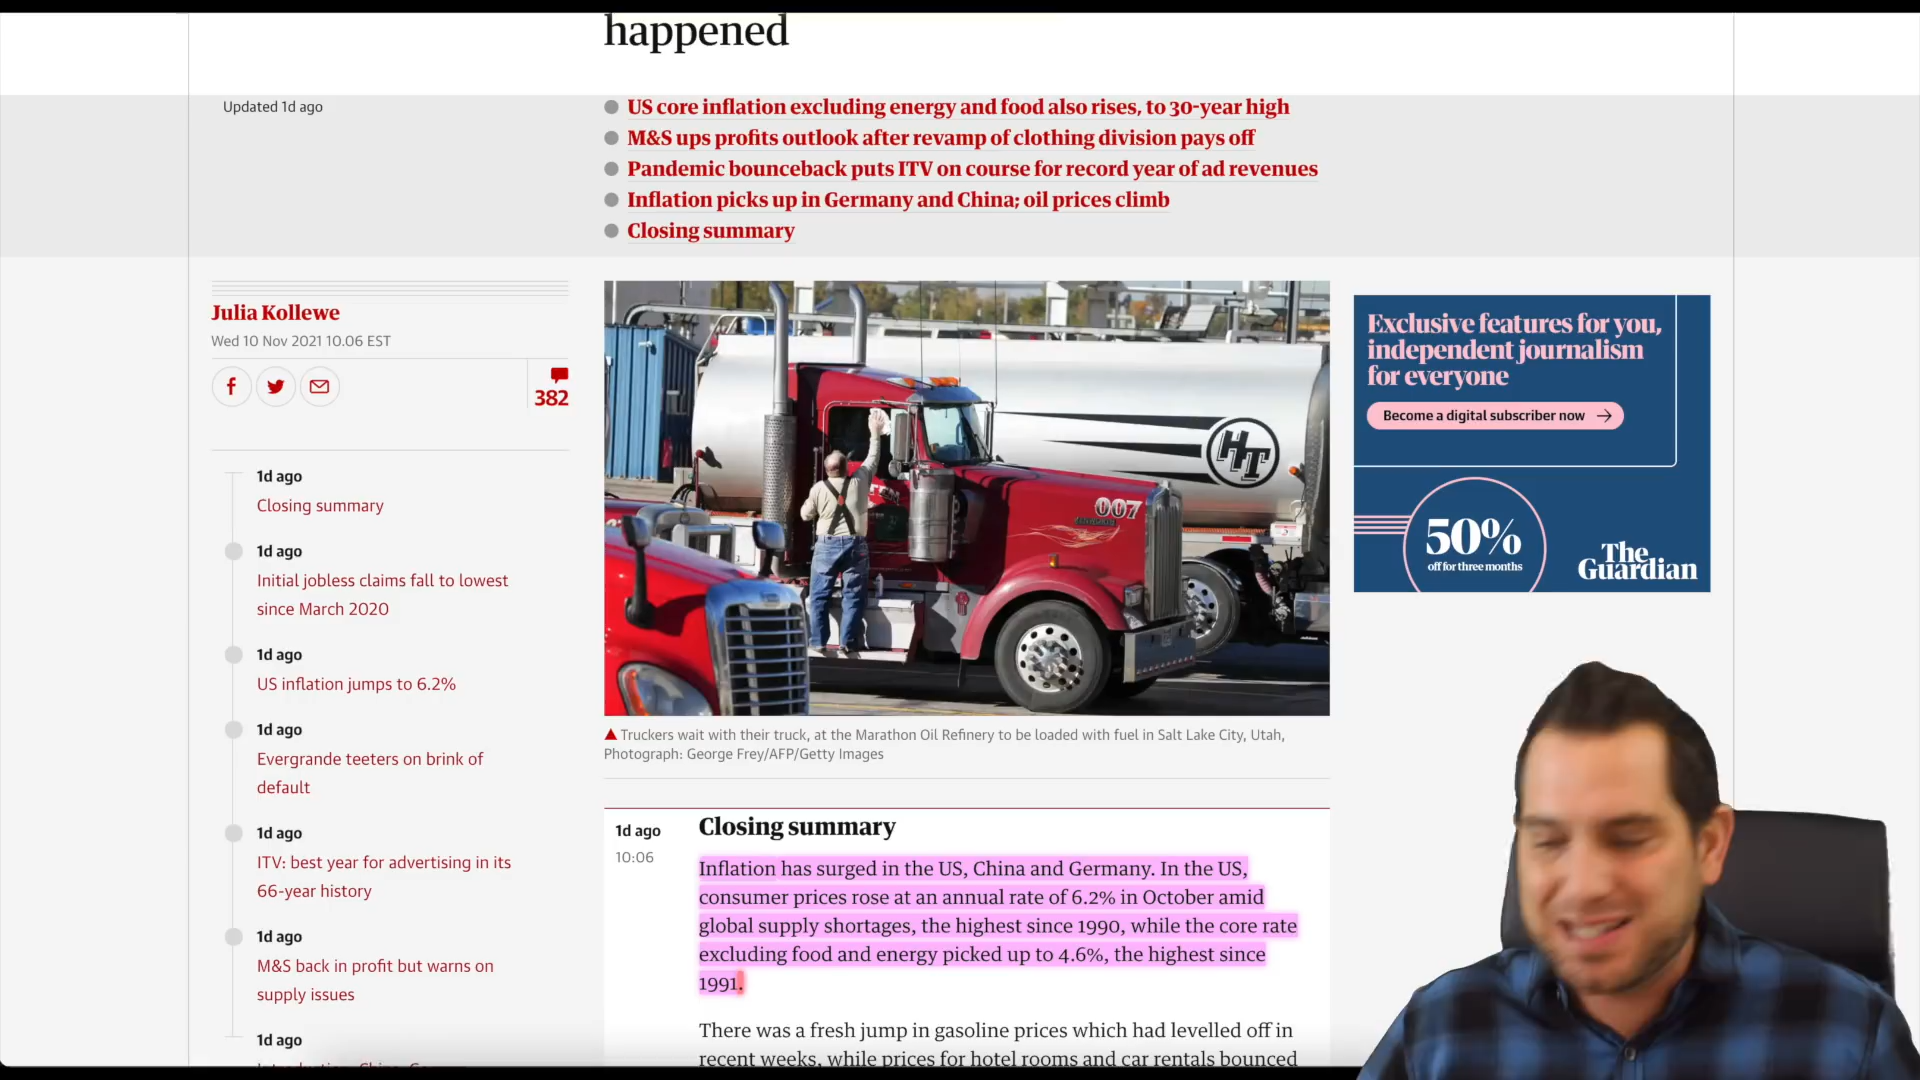 happened
Updated 1d ago
US core inflation excluding energy and food also rises, to 30-year high
M&S ups profits outlook after revamp of clothing division pays off
Pandemic bounceback puts ITV on course for record year of ad revenues
Inflation picks up in Germany and China; oil prices climb
Closing summary
Julia Kollewe
Wed 10 Nov 2021 10.06 EST
382
1d ago
Closing summary
1d ago
Initial jobless claims fall to lowest
since March 2020
1d ago
US inflation jumps to 6.2%
1d ago
Evergrande teeters on brink of
default
1d ago
ITV: best year for advertising in its
66-year history
1d ago
M&S back in profit but warns on
supply issues
1d ago
HT
007
Truckers wait with their truck, at the Marathon Oil Refinery to be loaded with fuel in Salt Lake City, Utah,
Photograph: George Frey/AFP/Getty Images
1d ago
10:06
Closing summary
Inflation has surged in the US, China and Germany. In the US,
consumer prices rose at an annual rate of 6.2% in October amid
global supply shortages, the highest since 1990, while the core rate
excluding food and energy picked up to 4.6%, the highest since
1991.
There was a fresh jump in gasoline prices which had levelled off in
recent weeks, while prices for hotel rooms and car rentals bounced
Exclusive features for you,
independent journalism
for everyone
Become a digital subscriber now
50%
off for three months
The
Guardian